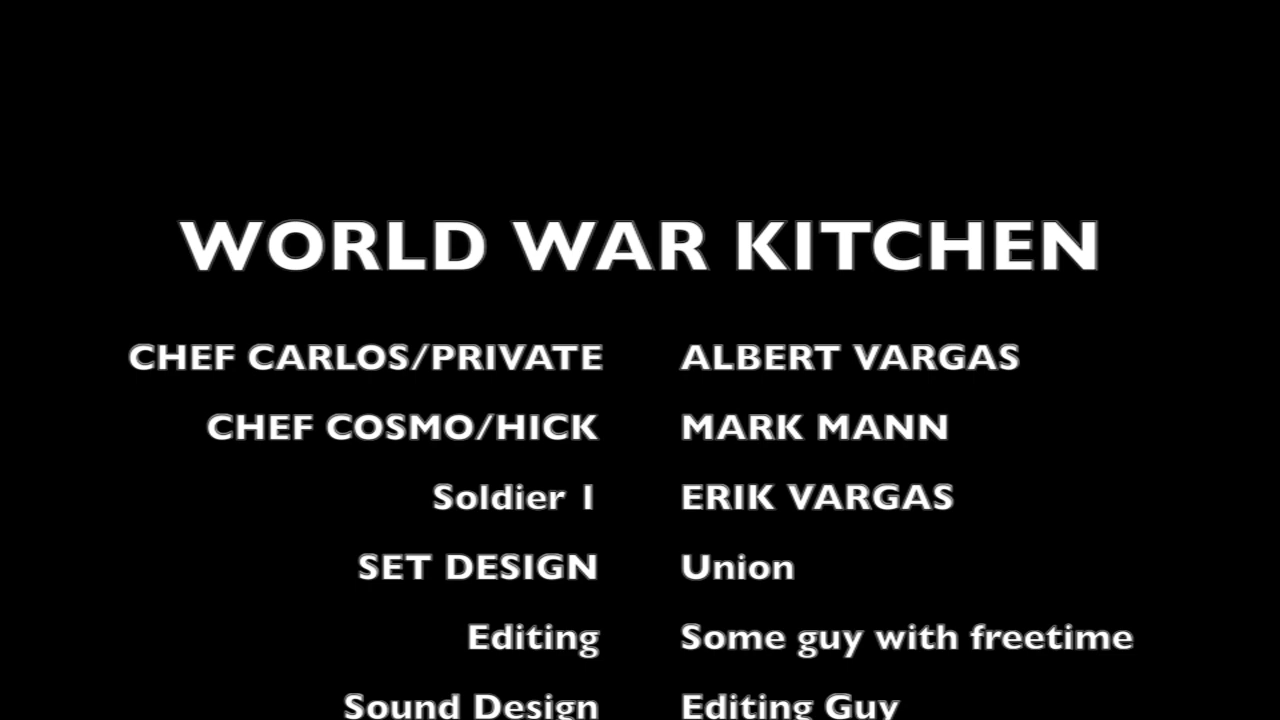 WORLD WAR KITCHEN
CHEF CARLOS/PRIVATE ALBERT VARGAS
CHEF COSMO/HICK MARK MANN
Soldier 1 ERIK VARGAS
SET DESIGN Union
Editing Some guy with freetime
Sound Design Editing Guy